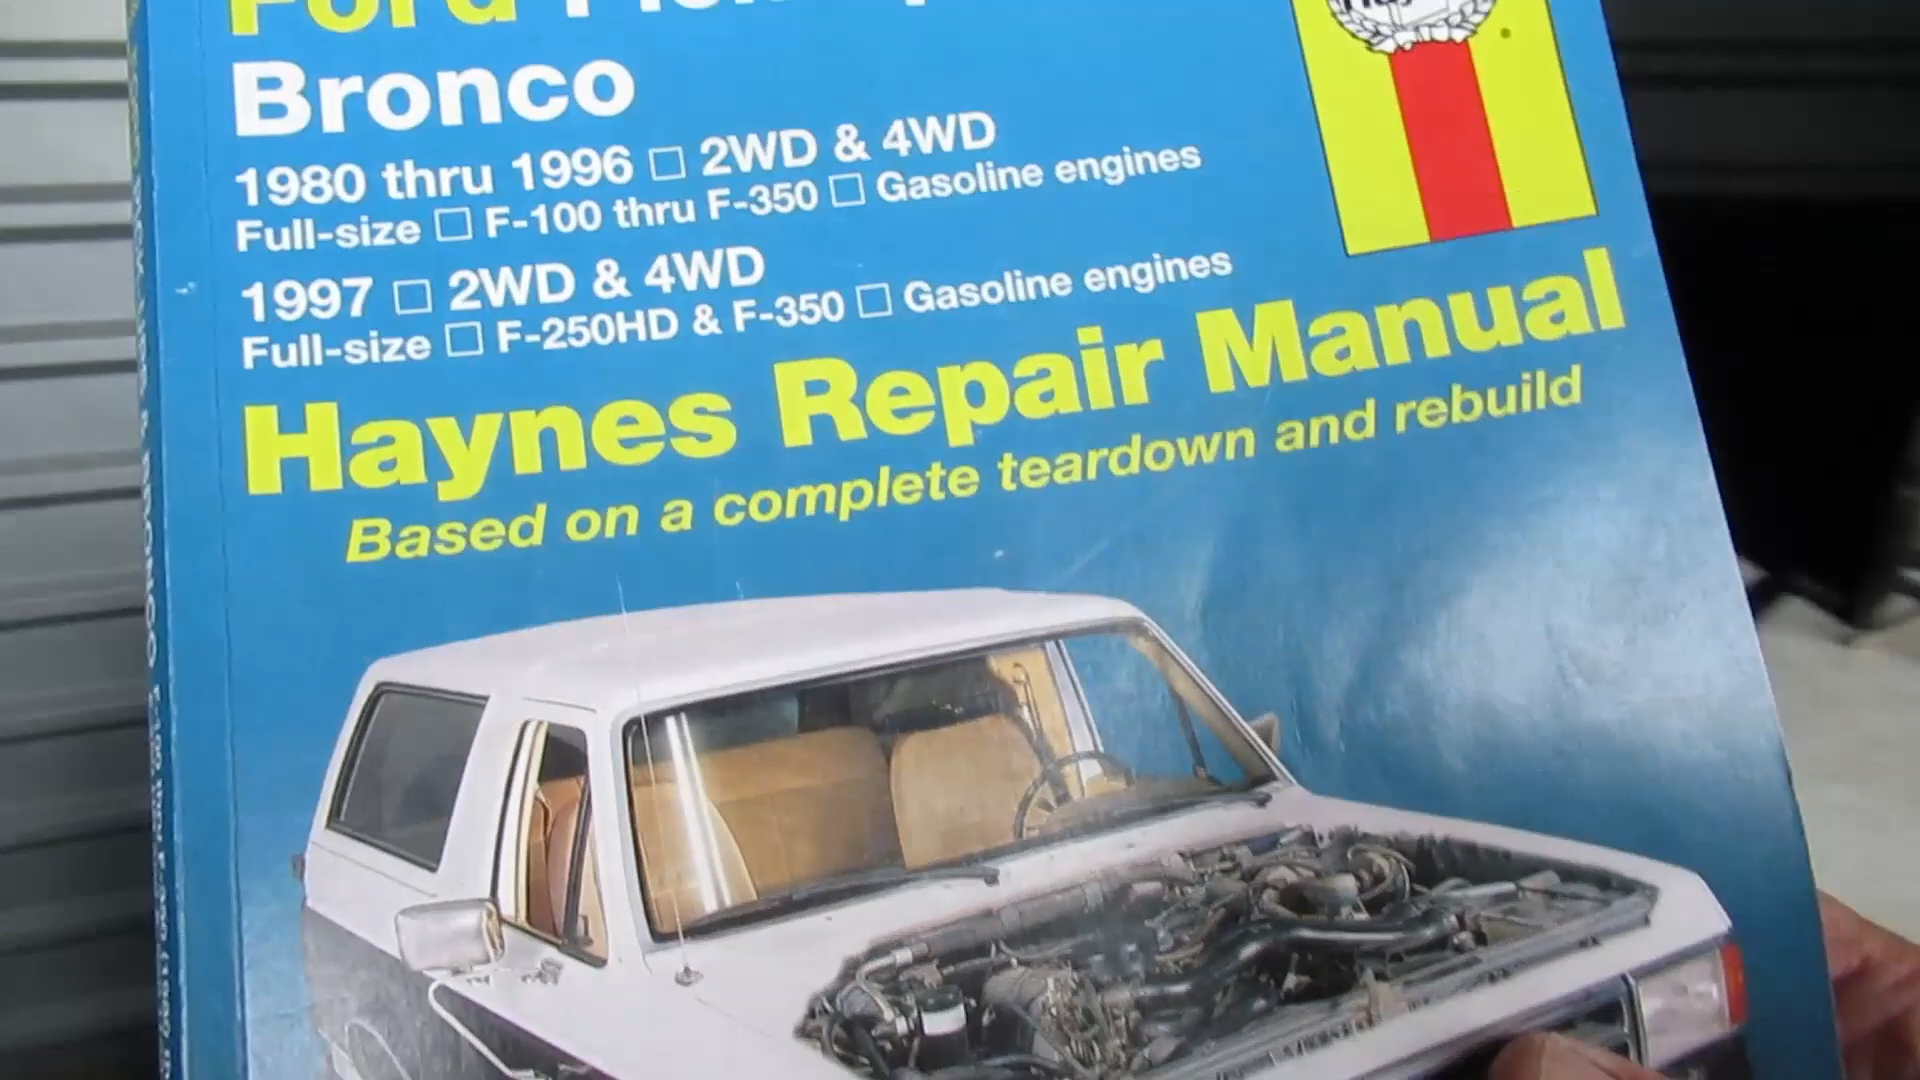 Ford
Bronco
1980 thru 1996 □ 2WD & 4WD
Full-size □ F-100 thru F-350 □ Gasoline engines
1997 □ 2WD & 4WD
Full-size □ F-250HD & F-350 □ Gasoline engines
Haynes Repair Manual
Based on a complete teardown and rebuild